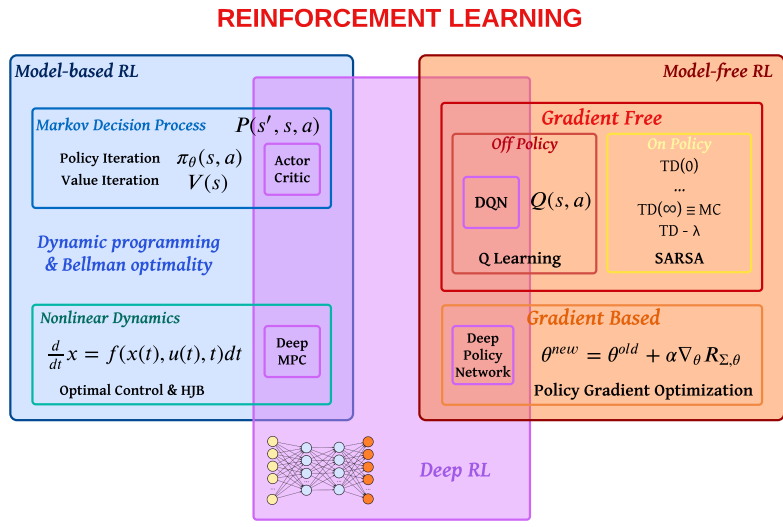 REINFORCEMENT LEARNING
Model-based RL
Markov Decision Process P(s′, s, a)
Policy Iteration π_θ(s, a)
Value Iteration V(s)
Actor
Critic
Dynamic programming
& Bellman optimality
Nonlinear Dynamics
d/dt x = f(x(t), u(t), t)dt
Optimal Control & HJB
Deep
MPC
Model-free RL
Gradient Free
Off Policy
DQN
Q(s, a)
Q Learning
On Policy
TD(0)
...
TD(∞) ≡ MC
TD - λ
SARSA
Gradient Based
Deep
Policy
Network
θ^new = θ^old + α∇_θ R_Σ,θ
Policy Gradient Optimization
Deep RL